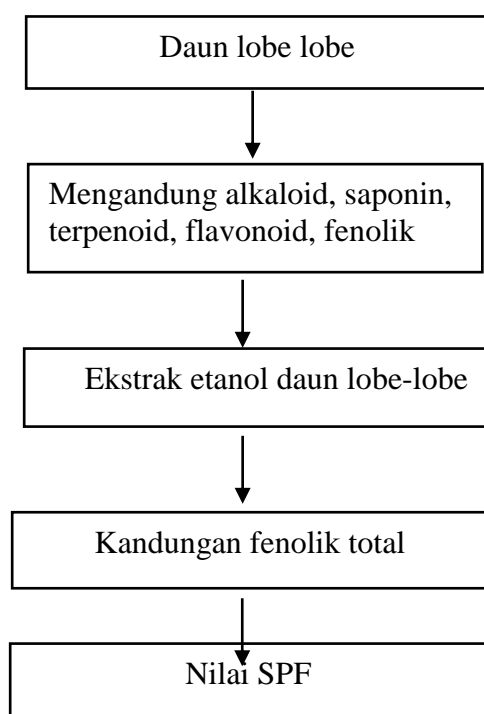 Daun lobe lobe
Mengandung alkaloid, saponin,
terpenoid, flavonoid, fenolik
Ekstrak etanol daun lobe-lobe
Kandungan fenolik total
Nilai SPF